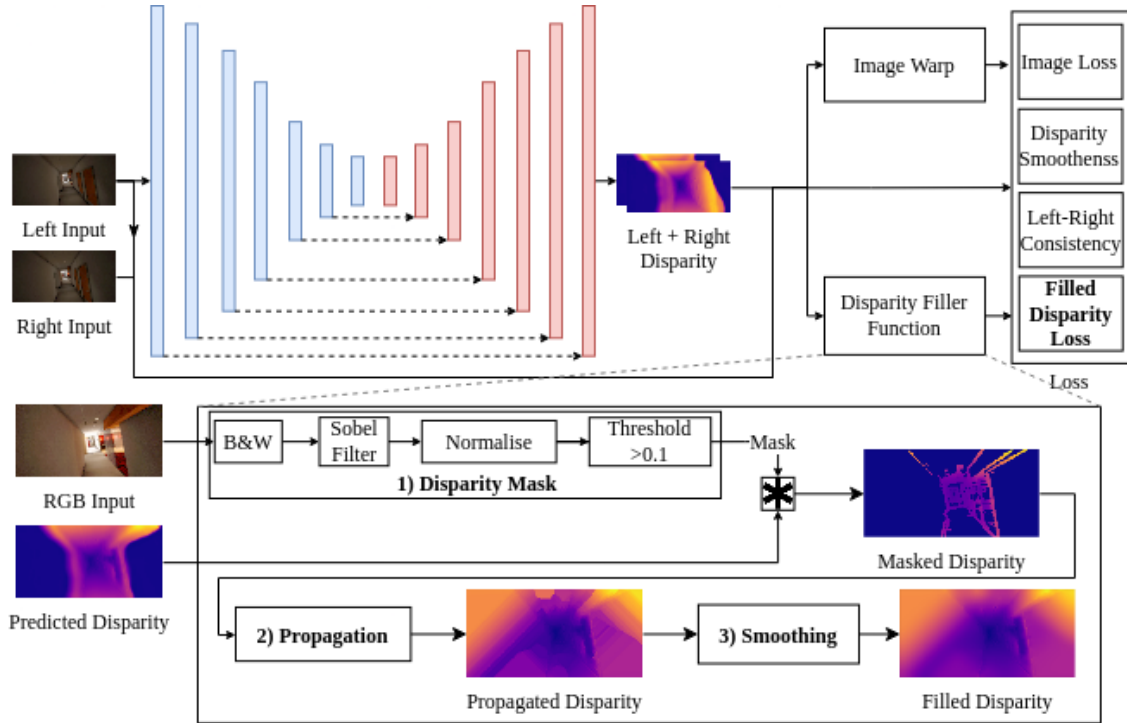 Left Input
Right Input
Left + Right
Disparity
Image Warp
Disparity Filler
Function
Image Loss
Disparity
Smoothenss
Left-Right
Consistency
Filled
Disparity
Loss
Loss
RGB Input
Predicted Disparity
B&W
Sobel
Filter
Normalise
Threshold
>0.1
1) Disparity Mask
Mask
*
Masked Disparity
2) Propagation
Propagated Disparity
3) Smoothing
Filled Disparity